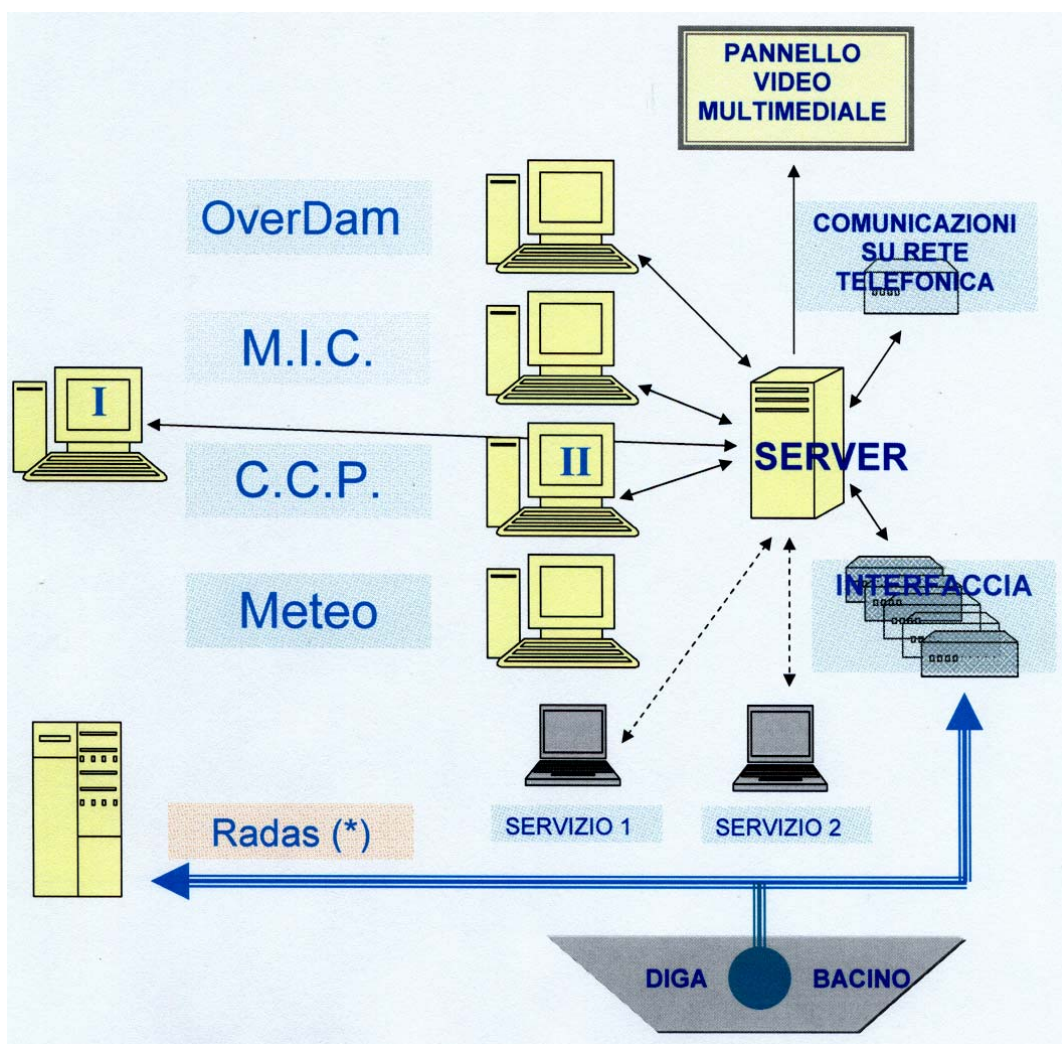 PANNELLO
VIDEO
MULTIMEDIALE
OverDam
COMUNICAZIONI
SU RETE
TELEFONICA
M.I.C.
I
SERVER
C.C.P.
II
INTERFACCIA
Meteo
Radas (*)
SERVIZIO 1
SERVIZIO 2
DIGA
BACINO